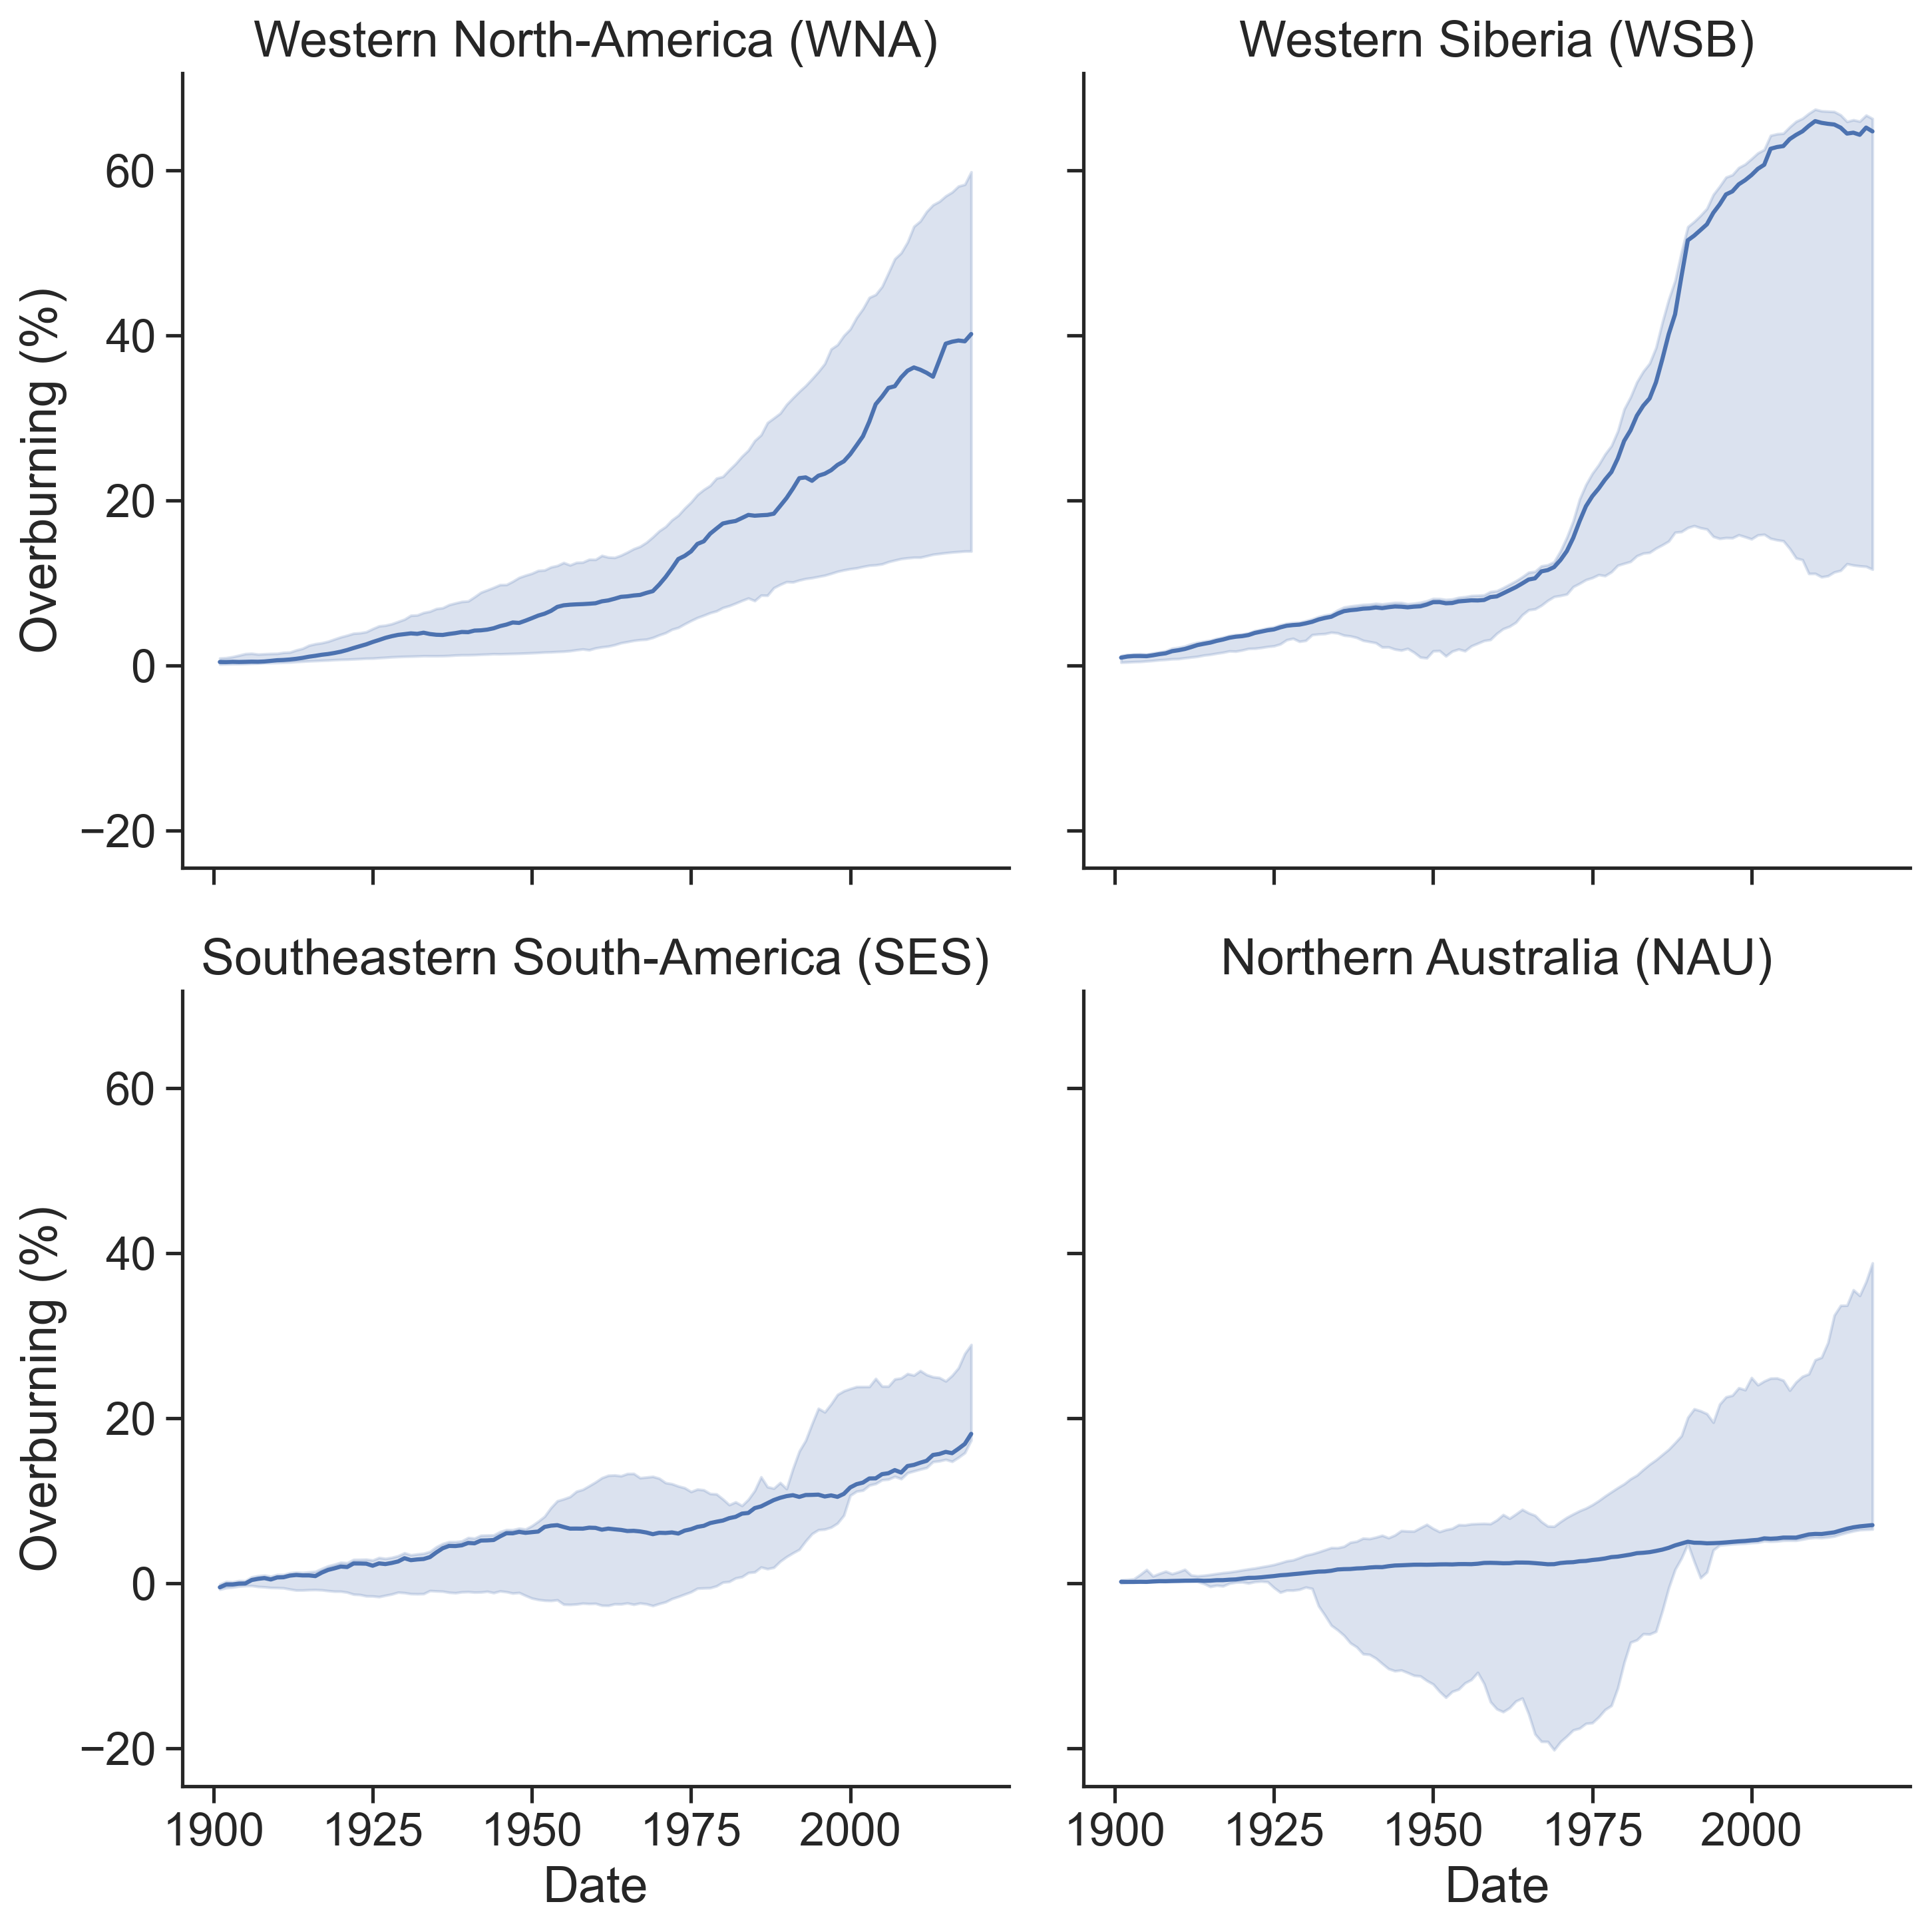 Western North-America (WNA)
Western Siberia (WSB)
Overburning (%)
60
40
20
0
−20
Southeastern South-America (SES)
Northern Australia (NAU)
Overburning (%)
60
40
20
0
−20
1900 1925 1950 1975 2000
1900 1925 1950 1975 2000
Date
Date